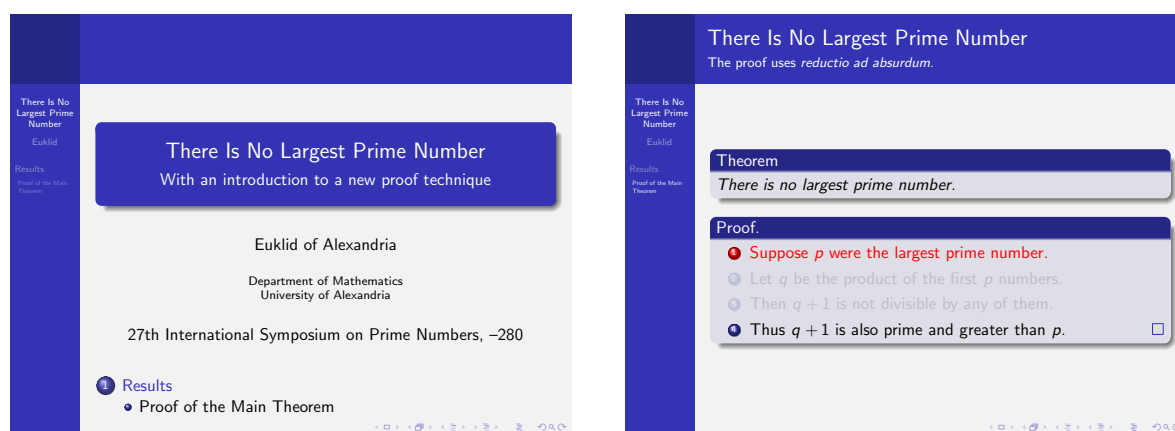 There Is No
Largest Prime
Number
Euklid
Results
Proof of the Main
Theorem
There Is No Largest Prime Number
With an introduction to a new proof technique
Euklid of Alexandria
Department of Mathematics
University of Alexandria
27th International Symposium on Prime Numbers, –280
1 Results
Proof of the Main Theorem
There Is No Largest Prime Number
The proof uses reductio ad absurdum.
There Is No
Largest Prime
Number
Euklid
Results
Proof of the Main
Theorem
Theorem
There is no largest prime number.
Proof.
1 Suppose p were the largest prime number.
2 Let q be the product of the first p numbers.
3 Then q + 1 is not divisible by any of them.
4 Thus q + 1 is also prime and greater than p. □